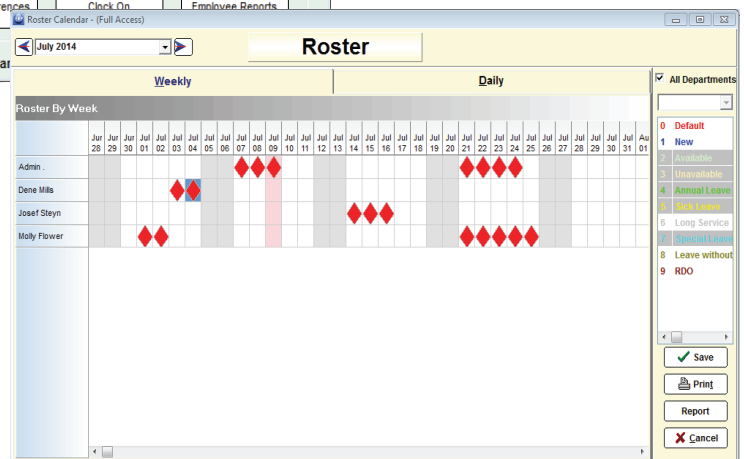 ences Clock On Employee Reports
Roster Calendar - (Full Access)
July 2014
Roster
Weekly Daily
All Departments
Roster By Week
Jun Jun Jun Jul Jul Jul Jul Jul Jul Jul Jul Jul Jul Jul Jul Jul Jul Jul Jul Jul Jul Jul Jul Jul Jul Jul Jul Jul Jul Jul Jul Jul Jul Jul Au
28 29 30 01 02 03 04 05 06 07 08 09 10 11 12 13 14 15 16 17 18 19 20 21 22 23 24 25 26 27 28 29 30 31 01
Admin .
Dene Mills
Josef Steyn
Molly Flower
0 Default
1 New
2 Available
3 Unavailable
4 Annual Leave
5 Sick Leave
6 Long Service
7 Special Leave
8 Leave without
9 RDO
Save
Print
Report
Cancel